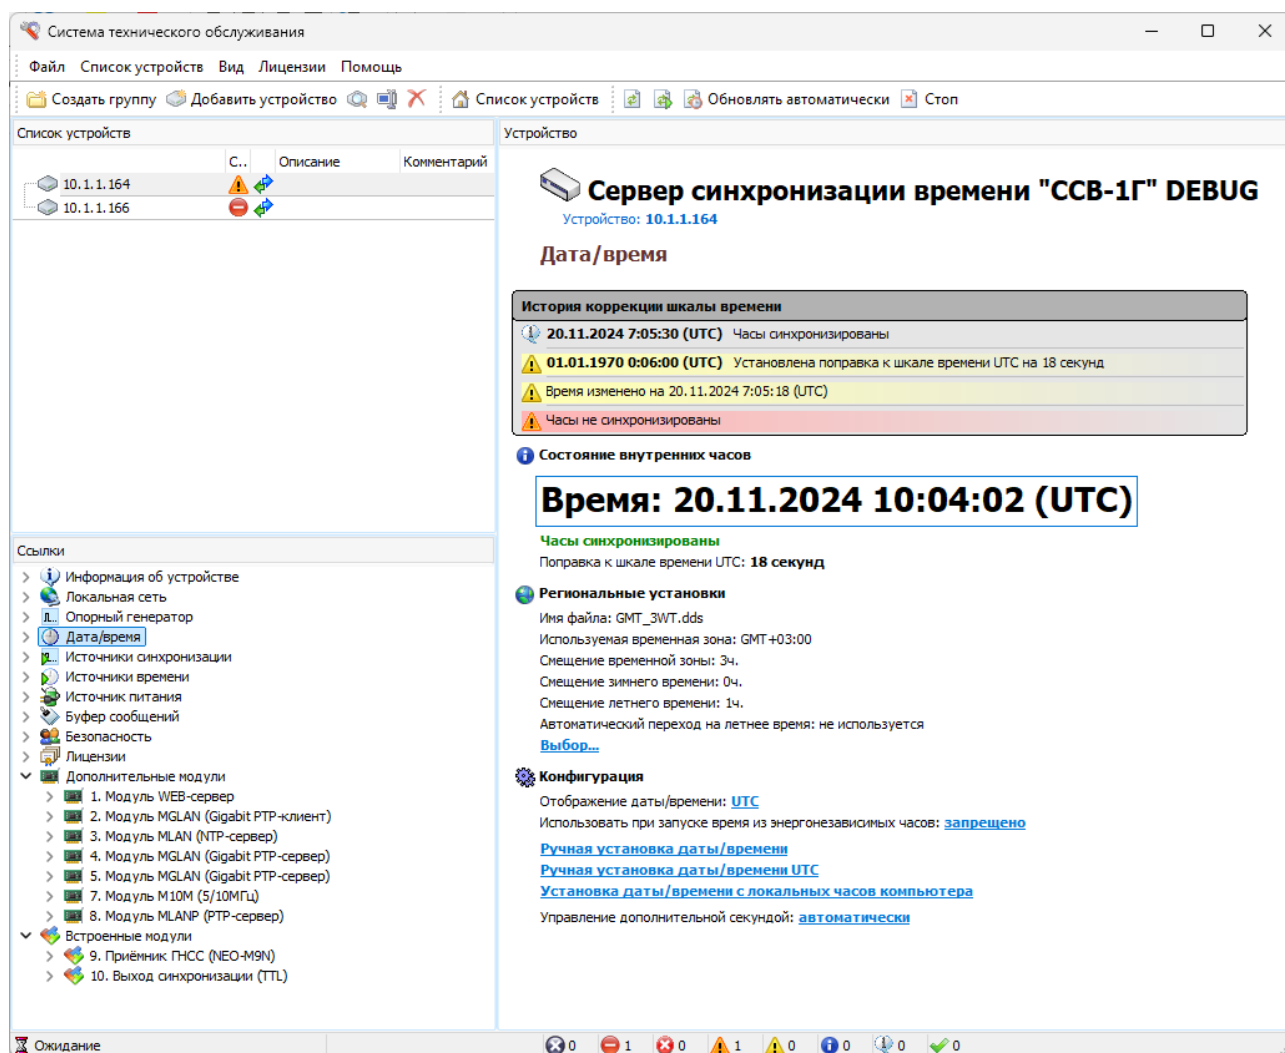 Система технического обслуживания
Файл Список устройств Вид Лицензии Помощь
Создать группу Добавить устройство Список устройств Обновлять автоматически Стоп
Список устройств
С.. Описание Комментарий
10.1.1.164
10.1.1.166
Ссылки
Информация об устройстве
Локальная сеть
Опорный генератор
Дата/время
Источники синхронизации
Источники времени
Источник питания
Буфер сообщений
Безопасность
Лицензии
Дополнительные модули
1. Модуль WEB-сервер
2. Модуль MGLAN (Gigabit PTP-клиент)
3. Модуль MLAN (NTP-сервер)
4. Модуль MGLAN (Gigabit PTP-сервер)
5. Модуль MGLAN (Gigabit PTP-сервер)
7. Модуль M10M (5/10МГц)
8. Модуль MLANP (PTP-сервер)
Встроенные модули
9. Приёмник ГНСС (NEO-M9N)
10. Выход синхронизации (TTL)
Устройство
Сервер синхронизации времени "ССВ-1Г" DEBUG
Устройство: 10.1.1.164
Дата/время
История коррекции шкалы времени
20.11.2024 7:05:30 (UTC) Часы синхронизированы
01.01.1970 0:06:00 (UTC) Установлена поправка к шкале времени UTC на 18 секунд
Время изменено на 20.11.2024 7:05:18 (UTC)
Часы не синхронизированы
Состояние внутренних часов
Время: 20.11.2024 10:04:02 (UTC)
Часы синхронизированы
Поправка к шкале времени UTC: 18 секунд
Региональные установки
Имя файла: GMT_3WT.dds
Используемая временная зона: GMT+03:00
Смещение временной зоны: 3ч.
Смещение зимнего времени: 0ч.
Смещение летнего времени: 1ч.
Автоматический переход на летнее время: не используется
Выбор...
Конфигурация
Отображение даты/времени: UTC
Использовать при запуске время из энергонезависимых часов: запрещено
Ручная установка даты/времени
Ручная установка даты/времени UTC
Установка даты/времени с локальных часов компьютера
Управление дополнительной секундой: автоматически
Ожидание 0 1 0 1 0 0 0 0